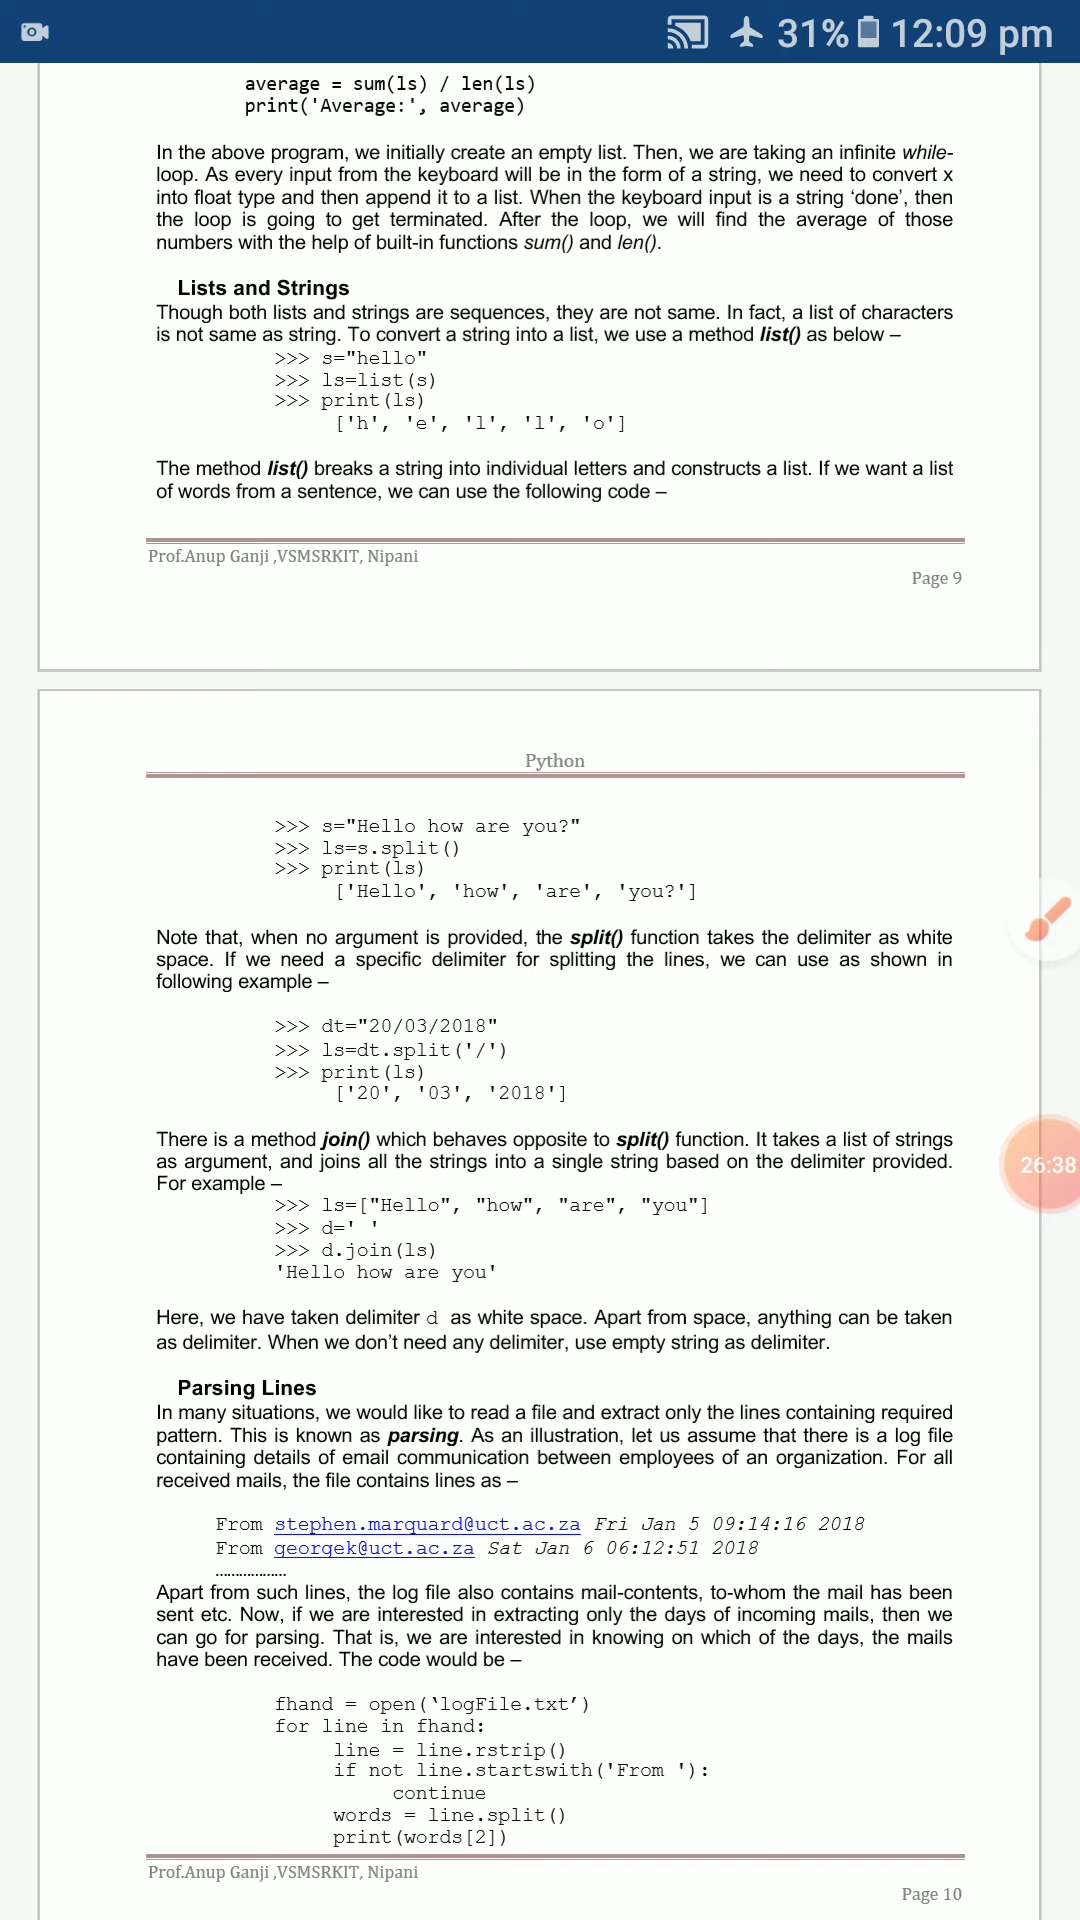 31% 12:09 pm
average = sum(ls) / len(ls)
print('Average:', average)
In the above program, we initially create an empty list. Then, we are taking an infinite while-
loop. As every input from the keyboard will be in the form of a string, we need to convert x
into float type and then append it to a list. When the keyboard input is a string ‘done’, then
the loop is going to get terminated. After the loop, we will find the average of those
numbers with the help of built-in functions sum() and len().
Lists and Strings
Though both lists and strings are sequences, they are not same. In fact, a list of characters
is not same as string. To convert a string into a list, we use a method list() as below –
>>> s="hello"
>>> ls=list(s)
>>> print(ls)
['h', 'e', 'l', 'l', 'o']
The method list() breaks a string into individual letters and constructs a list. If we want a list
of words from a sentence, we can use the following code –
Prof.Anup Ganji ,VSMSRKIT, Nipani
Page 9
Python
>>> s="Hello how are you?"
>>> ls=s.split()
>>> print(ls)
['Hello', 'how', 'are', 'you?']
Note that, when no argument is provided, the split() function takes the delimiter as white
space. If we need a specific delimiter for splitting the lines, we can use as shown in
following example –
>>> dt="20/03/2018"
>>> ls=dt.split('/')
>>> print(ls)
['20', '03', '2018']
There is a method join() which behaves opposite to split() function. It takes a list of strings
as argument, and joins all the strings into a single string based on the delimiter provided.
For example –
26:38
>>> ls=["Hello", "how", "are", "you"]
>>> d=' '
>>> d.join(ls)
'Hello how are you'
Here, we have taken delimiter d as white space. Apart from space, anything can be taken
as delimiter. When we don’t need any delimiter, use empty string as delimiter.
Parsing Lines
In many situations, we would like to read a file and extract only the lines containing required
pattern. This is known as parsing. As an illustration, let us assume that there is a log file
containing details of email communication between employees of an organization. For all
received mails, the file contains lines as –
From stephen.marquard@uct.ac.za Fri Jan 5 09:14:16 2018
From georgek@uct.ac.za Sat Jan 6 06:12:51 2018
..................
Apart from such lines, the log file also contains mail-contents, to-whom the mail has been
sent etc. Now, if we are interested in extracting only the days of incoming mails, then we
can go for parsing. That is, we are interested in knowing on which of the days, the mails
have been received. The code would be –
fhand = open(‘logFile.txt’)
for line in fhand:
line = line.rstrip()
if not line.startswith('From '):
continue
words = line.split()
print(words[2])
Prof.Anup Ganji ,VSMSRKIT, Nipani
Page 10